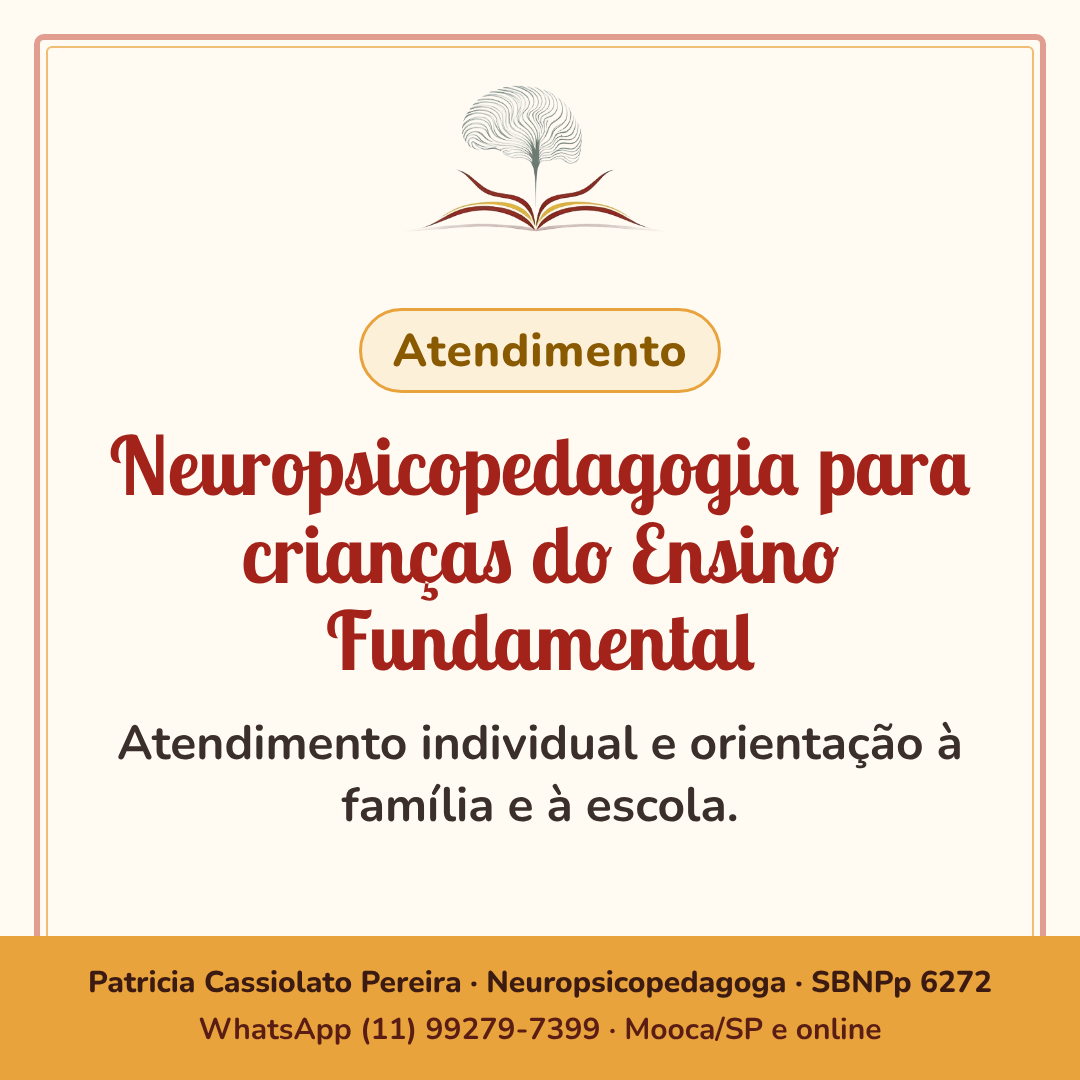 Atendimento
Neuropsicopedagogia para
crianças do Ensino
Fundamental
Atendimento individual e orientação à
família e à escola.
Patricia Cassiolato Pereira · Neuropsicopedagoga · SBNPp 6272
WhatsApp (11) 99279-7399 · Mooca/SP e online